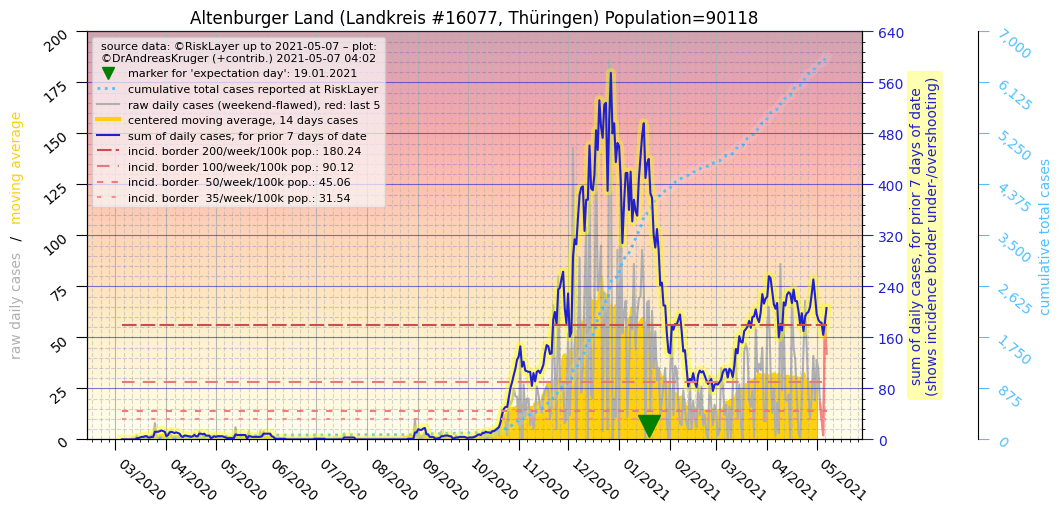 Altenburger Land (Landkreis #16077, Thüringen) Population=90118
source data: ©RiskLayer up to 2021-05-07 – plot:
©DrAndreasKruger (+contrib.) 2021-05-07 04:02
marker for 'expectation day': 19.01.2021
cumulative total cases reported at RiskLayer
raw daily cases (weekend-flawed), red: last 5
centered moving average, 14 days cases
sum of daily cases, for prior 7 days of date
incid. border 200/week/100k pop.: 180.24
incid. border 100/week/100k pop.: 90.12
incid. border  50/week/100k pop.: 45.06
incid. border  35/week/100k pop.: 31.54
raw daily cases / moving average
200
175
150
125
100
75
50
25
0
03/2020
04/2020
05/2020
06/2020
07/2020
08/2020
09/2020
10/2020
11/2020
12/2020
01/2021
02/2021
03/2021
04/2021
05/2021
640
560
480
400
320
240
160
80
0
sum of daily cases, for prior 7 days of date
(shows incidence border under-/overshooting)
7,000
6,125
5,250
4,375
3,500
2,625
1,750
875
0
cumulative total cases